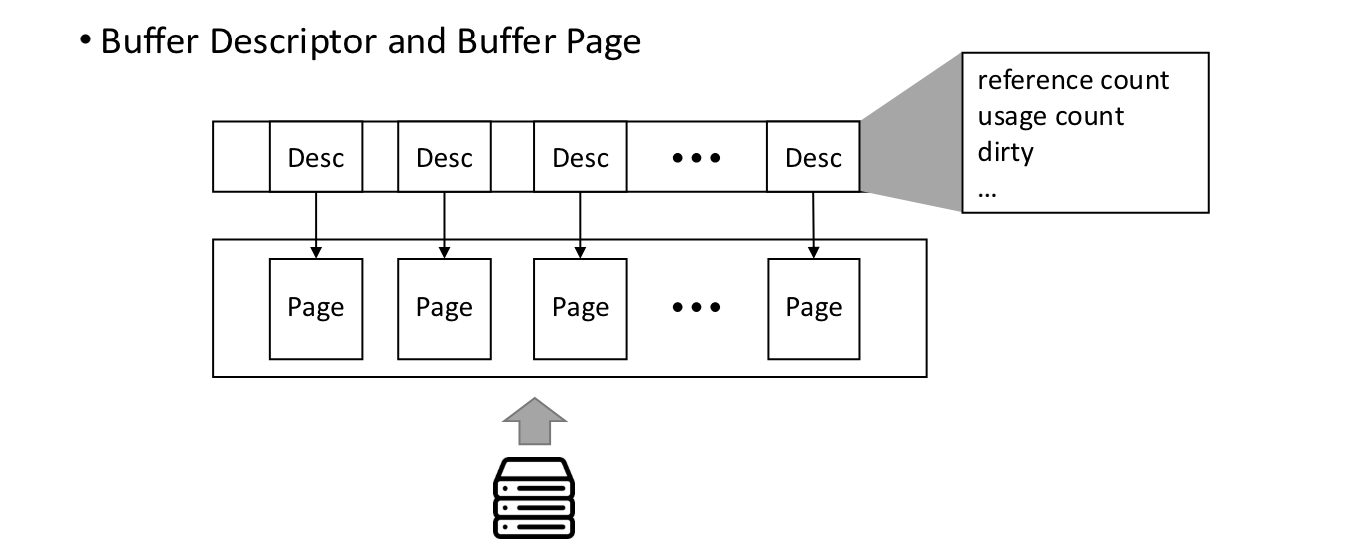 • Buffer Descriptor and Buffer Page
reference count
usage count
dirty
...
Desc Desc Desc ••• Desc
Page Page Page ••• Page